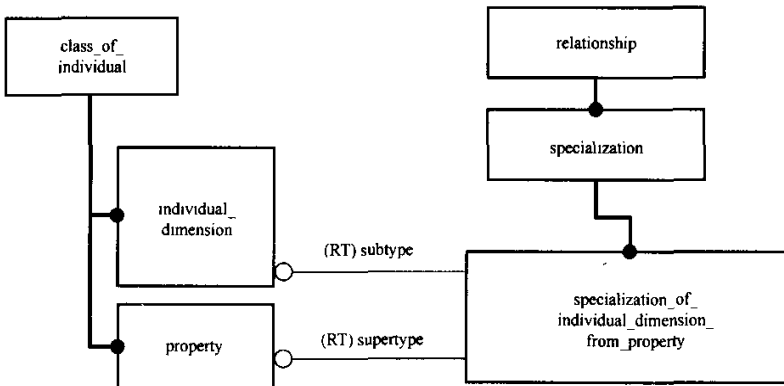 class_of_
individual
relationship
specialization
individual_
dimension
(RT) subtype
specialization_of_
individual_dimension_
from_property
(RT) supertype
property